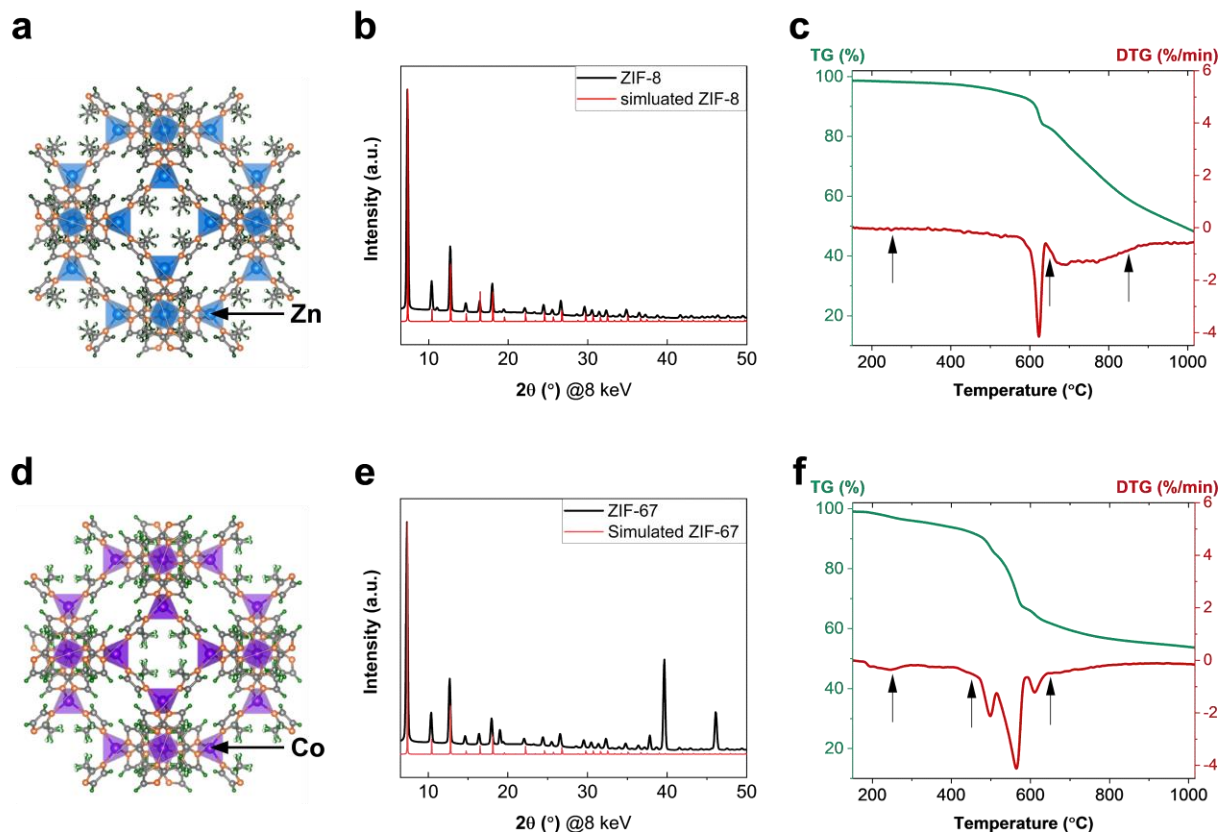 a
Zn
b
ZIF-8
simluated ZIF-8
Intensity (a.u.)
10 20 30 40 50
2θ (°) @8 keV
c
TG (%) DTG (%/min)
100 6
80 4
60 2
40 0
20 -2
-4
200 400 600 800 1000
Temperature (°C)
d
Co
e
ZIF-67
Simulated ZIF-67
Intensity (a.u.)
10 20 30 40 50
2θ (°) @8 keV
f
TG (%) DTG (%/min)
100 6
80 4
60 2
40 0
20 -2
-4
200 400 600 800 1000
Temperature (°C)